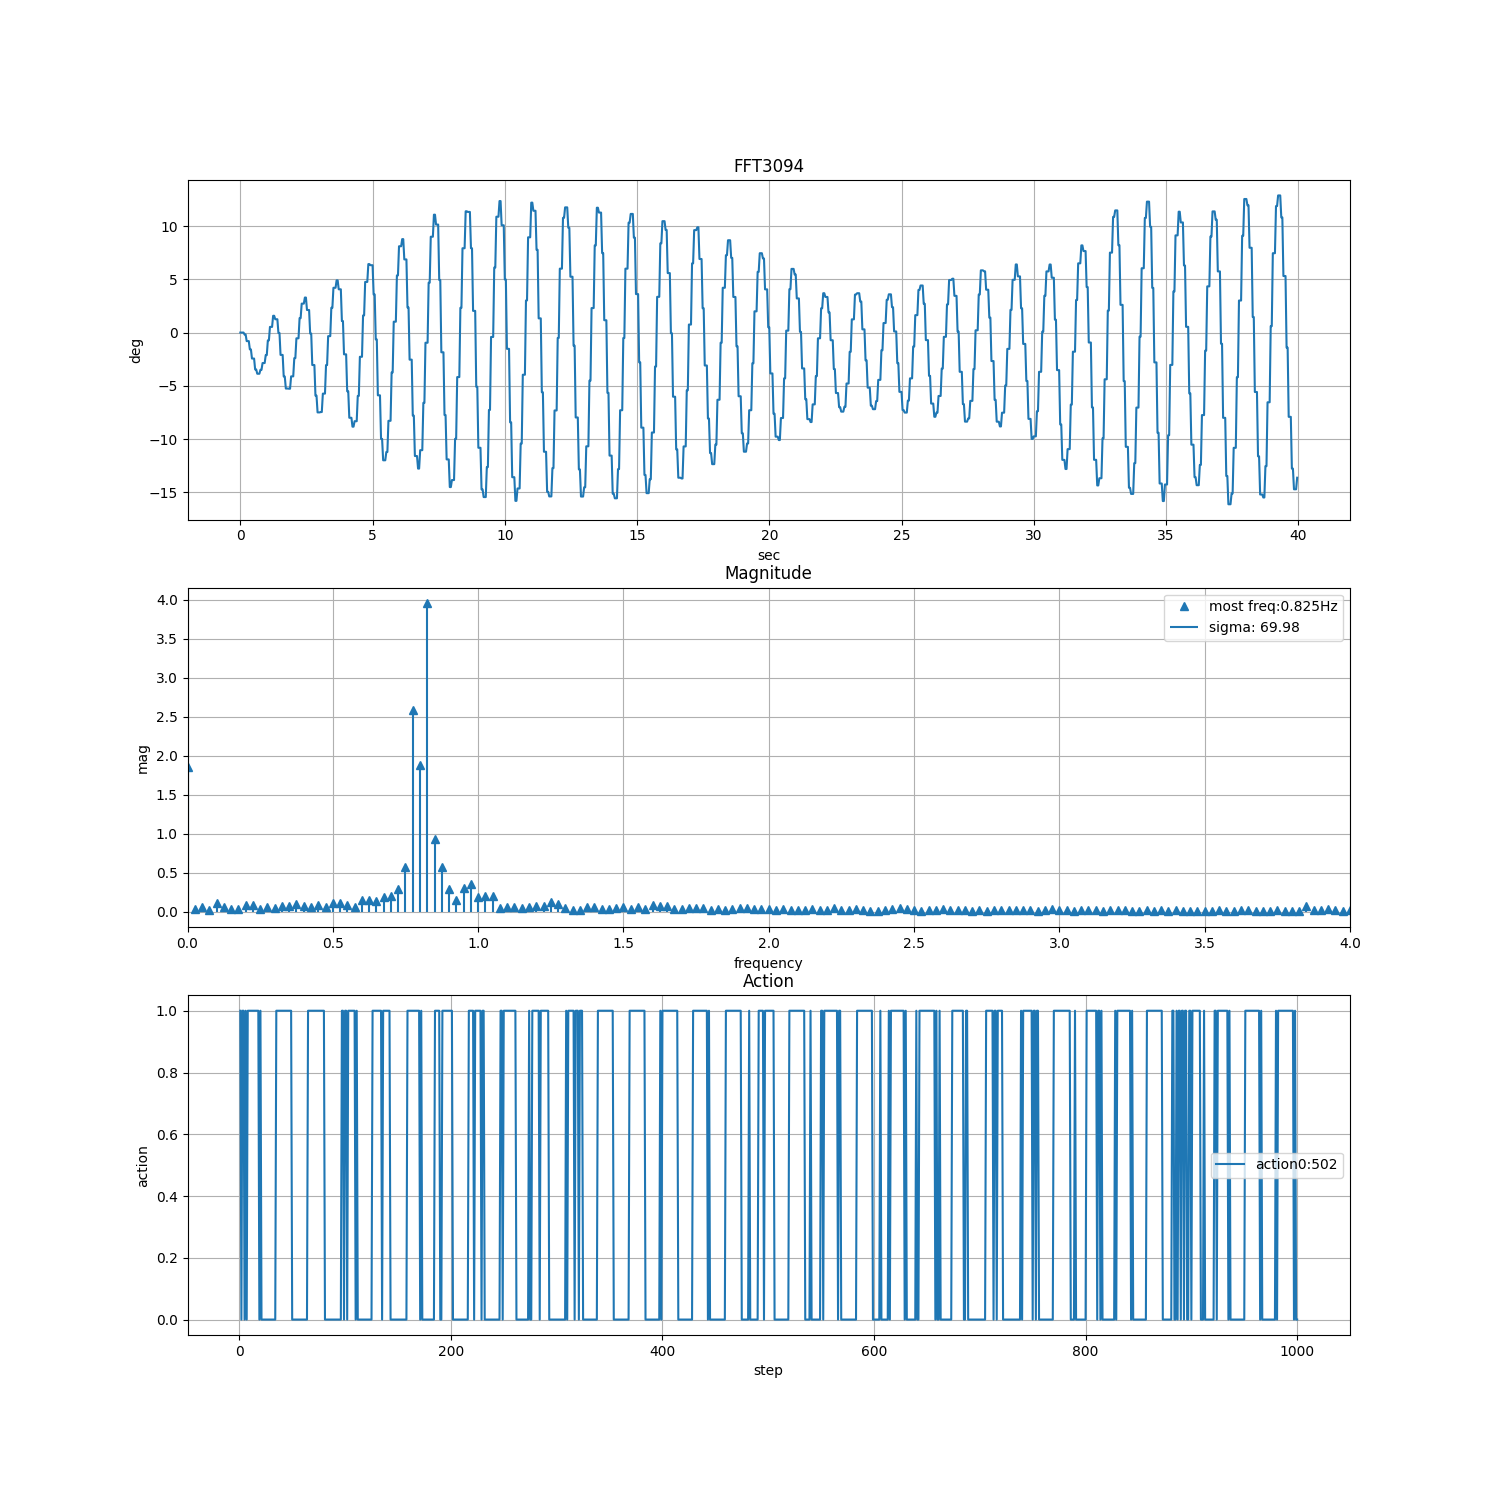 FFT3094
10
5
0
−5
−10
−15
deg
0 5 10 15 20 25 30 35 40
sec
Magnitude
4.0
3.5
3.0
2.5
2.0
1.5
1.0
0.5
0.0
mag
most freq:0.825Hz
sigma: 69.98
0.0 0.5 1.0 1.5 2.0 2.5 3.0 3.5 4.0
frequency
Action
1.0
0.8
0.6
0.4
0.2
0.0
action
action0:502
0 200 400 600 800 1000
step